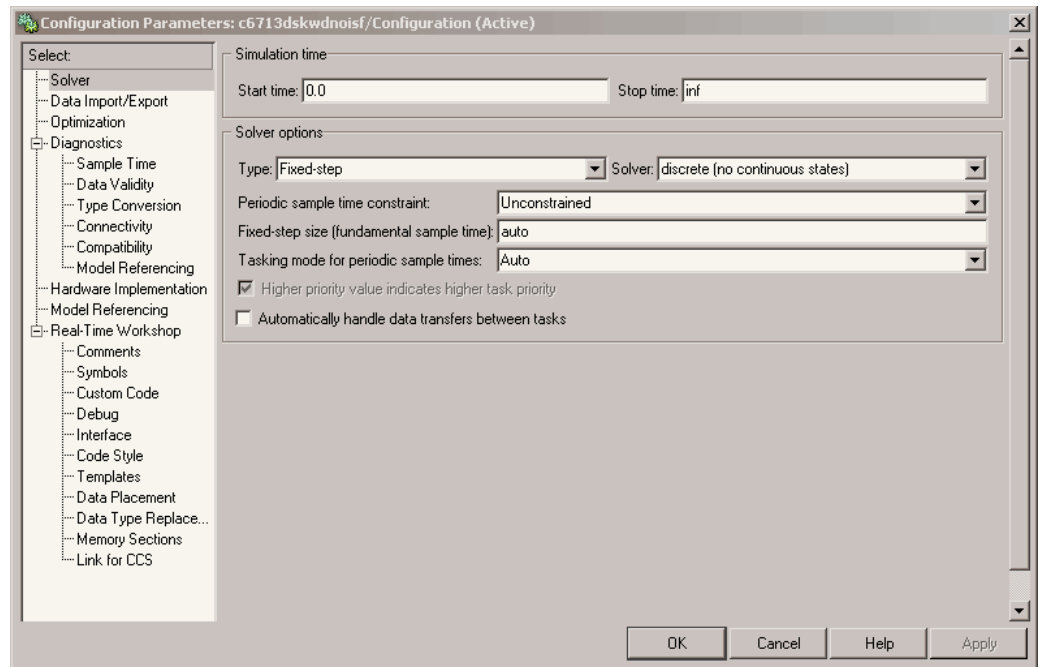 Configuration Parameters: c6713dskwdnoisf/Configuration (Active)
Select:
Solver
Data Import/Export
Optimization
Diagnostics
Sample Time
Data Validity
Type Conversion
Connectivity
Compatibility
Model Referencing
Hardware Implementation
Model Referencing
Real-Time Workshop
Comments
Symbols
Custom Code
Debug
Interface
Code Style
Templates
Data Placement
Data Type Replace...
Memory Sections
Link for CCS
Simulation time
Start time: 0.0 Stop time: inf
Solver options
Type: Fixed-step Solver: discrete (no continuous states)
Periodic sample time constraint: Unconstrained
Fixed-step size (fundamental sample time): auto
Tasking mode for periodic sample times: Auto
Higher priority value indicates higher task priority
Automatically handle data transfers between tasks
OK Cancel Help Apply